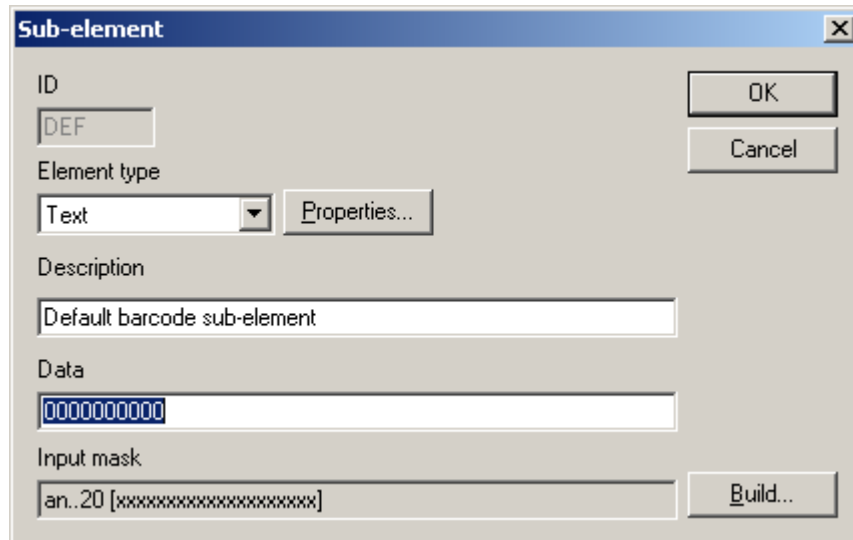 Sub-element
ID
OK
DEF
Cancel
Element type
Text
Properties...
Description
Default barcode sub-element
Data
0000000000
Input mask
an..20 [xxxxxxxxxxxxxxxxxxxx]
Build...